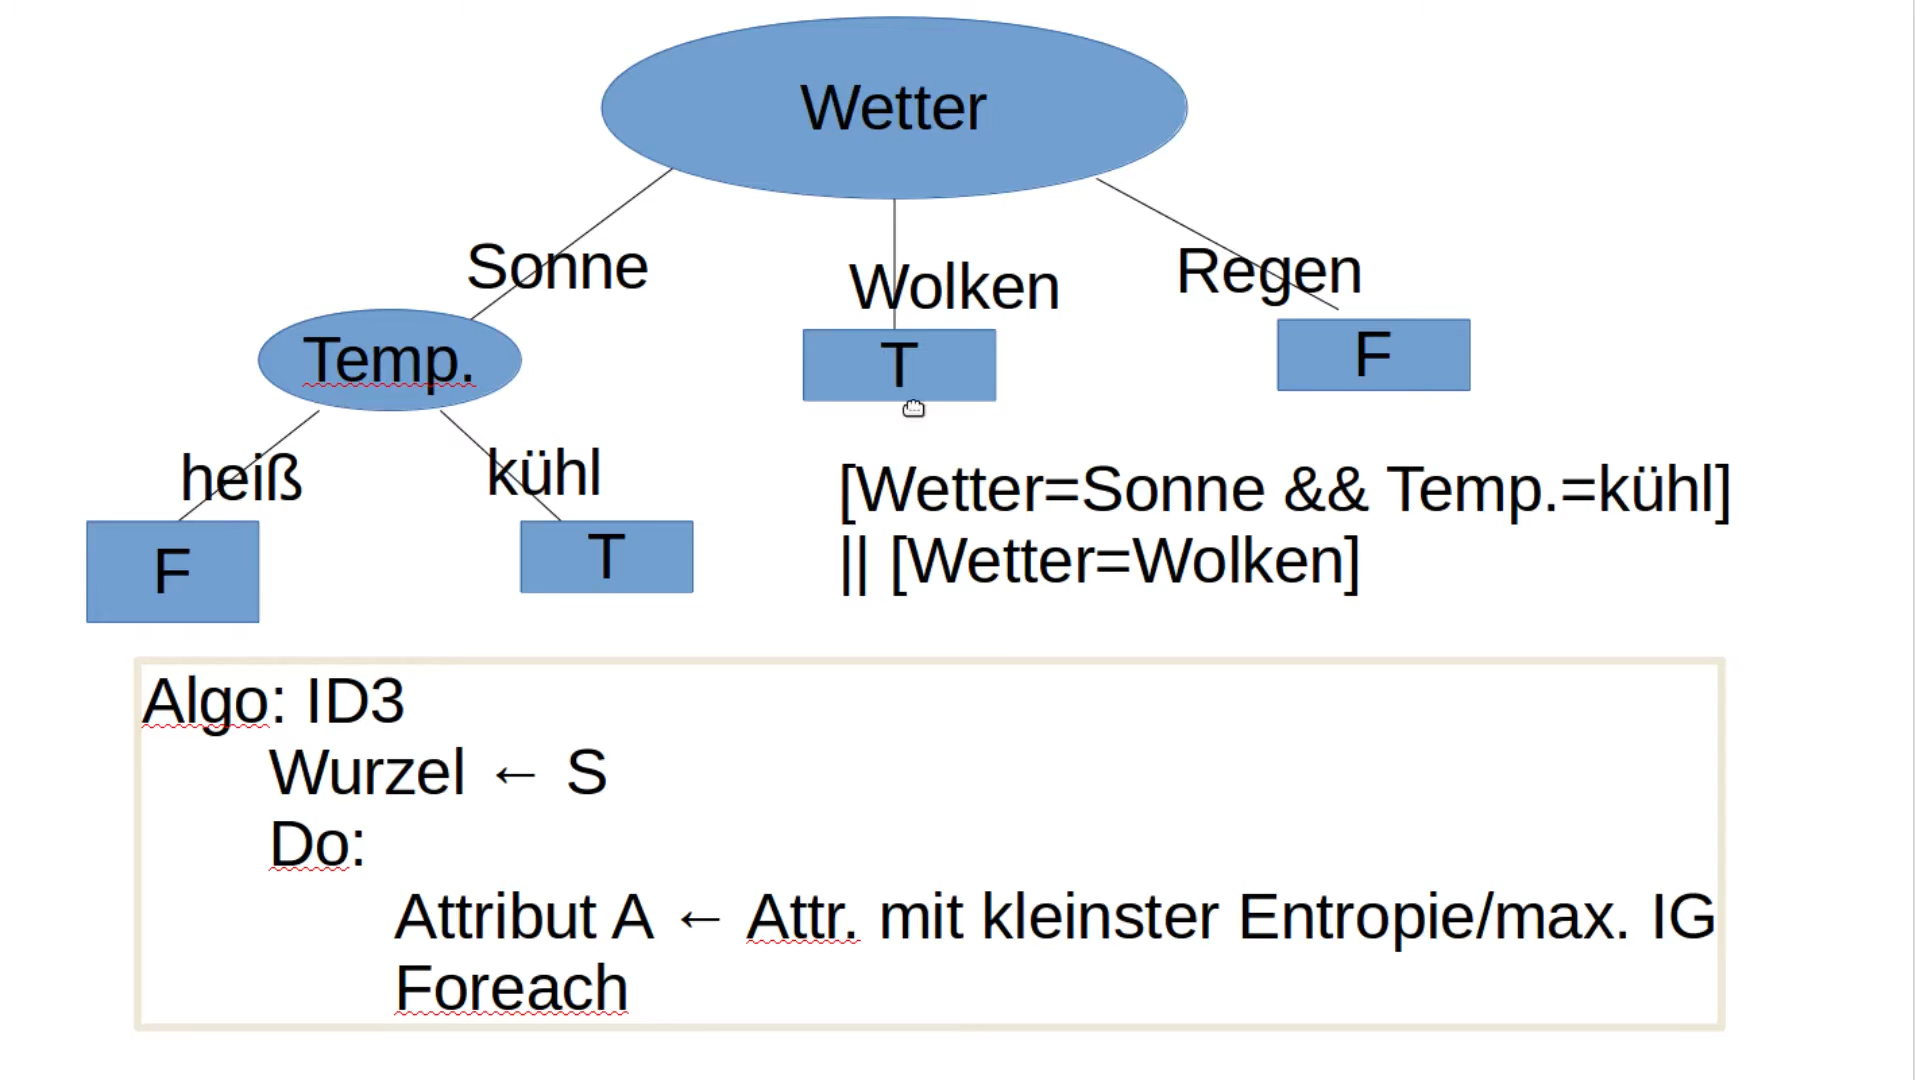 Wetter
Sonne
Wolken
Regen
Temp.
T
F
heiß
kühl
F
T
[Wetter=Sonne && Temp.=kühl]
|| [Wetter=Wolken]
Algo: ID3
Wurzel ← S
Do:
Attribut A ← Attr. mit kleinster Entropie/max. IG
Foreach